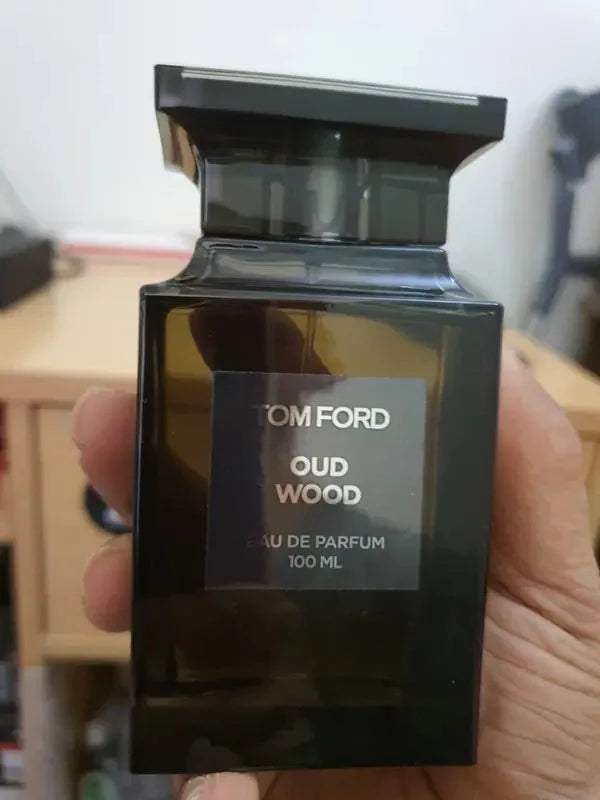 TOM FORD
OUD
WOOD
EAU DE PARFUM
100 ML